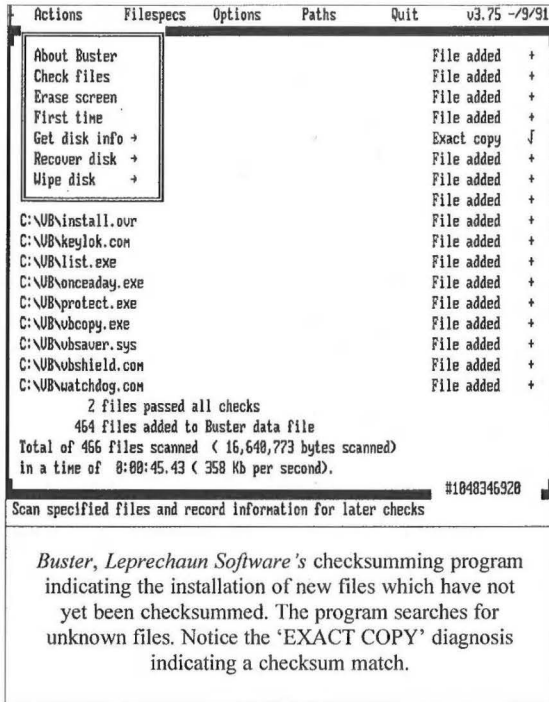 Actions Filespecs Options Paths Quit v3.75 -/9/91
About Buster File added +
Check files File added +
Erase screen File added +
First time File added +
Get disk info → Exact copy √
Recover disk → File added +
Wipe disk → File added +
File added +
C:\VB\install.ovr File added +
C:\VB\keylok.com File added +
C:\VB\list.exe File added +
C:\VB\onceaday.exe File added +
C:\VB\protect.exe File added +
C:\VB\vbcopy.exe File added +
C:\VB\vbsaver.sys File added +
C:\VB\vbshield.com File added +
C:\VB\watchdog.com File added +
2 files passed all checks
464 files added to Buster data file
Total of 466 files scanned ( 16,640,773 bytes scanned)
in a time of 0:00:45.43 ( 358 Kb per second).
#1048346920
Scan specified files and record information for later checks
Buster, Leprechaun Software's checksumming program
indicating the installation of new files which have not
yet been checksummed. The program searches for
unknown files. Notice the ‘EXACT COPY’ diagnosis
indicating a checksum match.